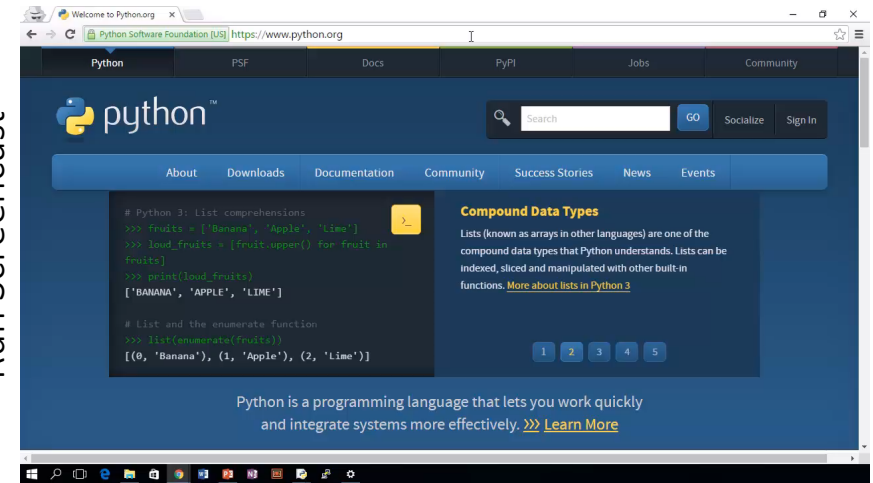 Run Screencast
Welcome to Python.org
Python Software Foundation [US] https://www.python.org
Python PSF Docs PyPI Jobs Community
python™
Search GO Socialize Sign In
About Downloads Documentation Community Success Stories News Events
# Python 3: List comprehensions
>>> fruits = ['Banana', 'Apple', 'Lime']
>>> loud_fruits = [fruit.upper() for fruit in
fruits]
>>> print(loud_fruits)
['BANANA', 'APPLE', 'LIME']
# List and the enumerate function
>>> list(enumerate(fruits))
[(0, 'Banana'), (1, 'Apple'), (2, 'Lime')]
>_
Compound Data Types
Lists (known as arrays in other languages) are one of the
compound data types that Python understands. Lists can be
indexed, sliced and manipulated with other built-in
functions. More about lists in Python 3
1 2 3 4 5
Python is a programming language that lets you work quickly
and integrate systems more effectively. >>> Learn More